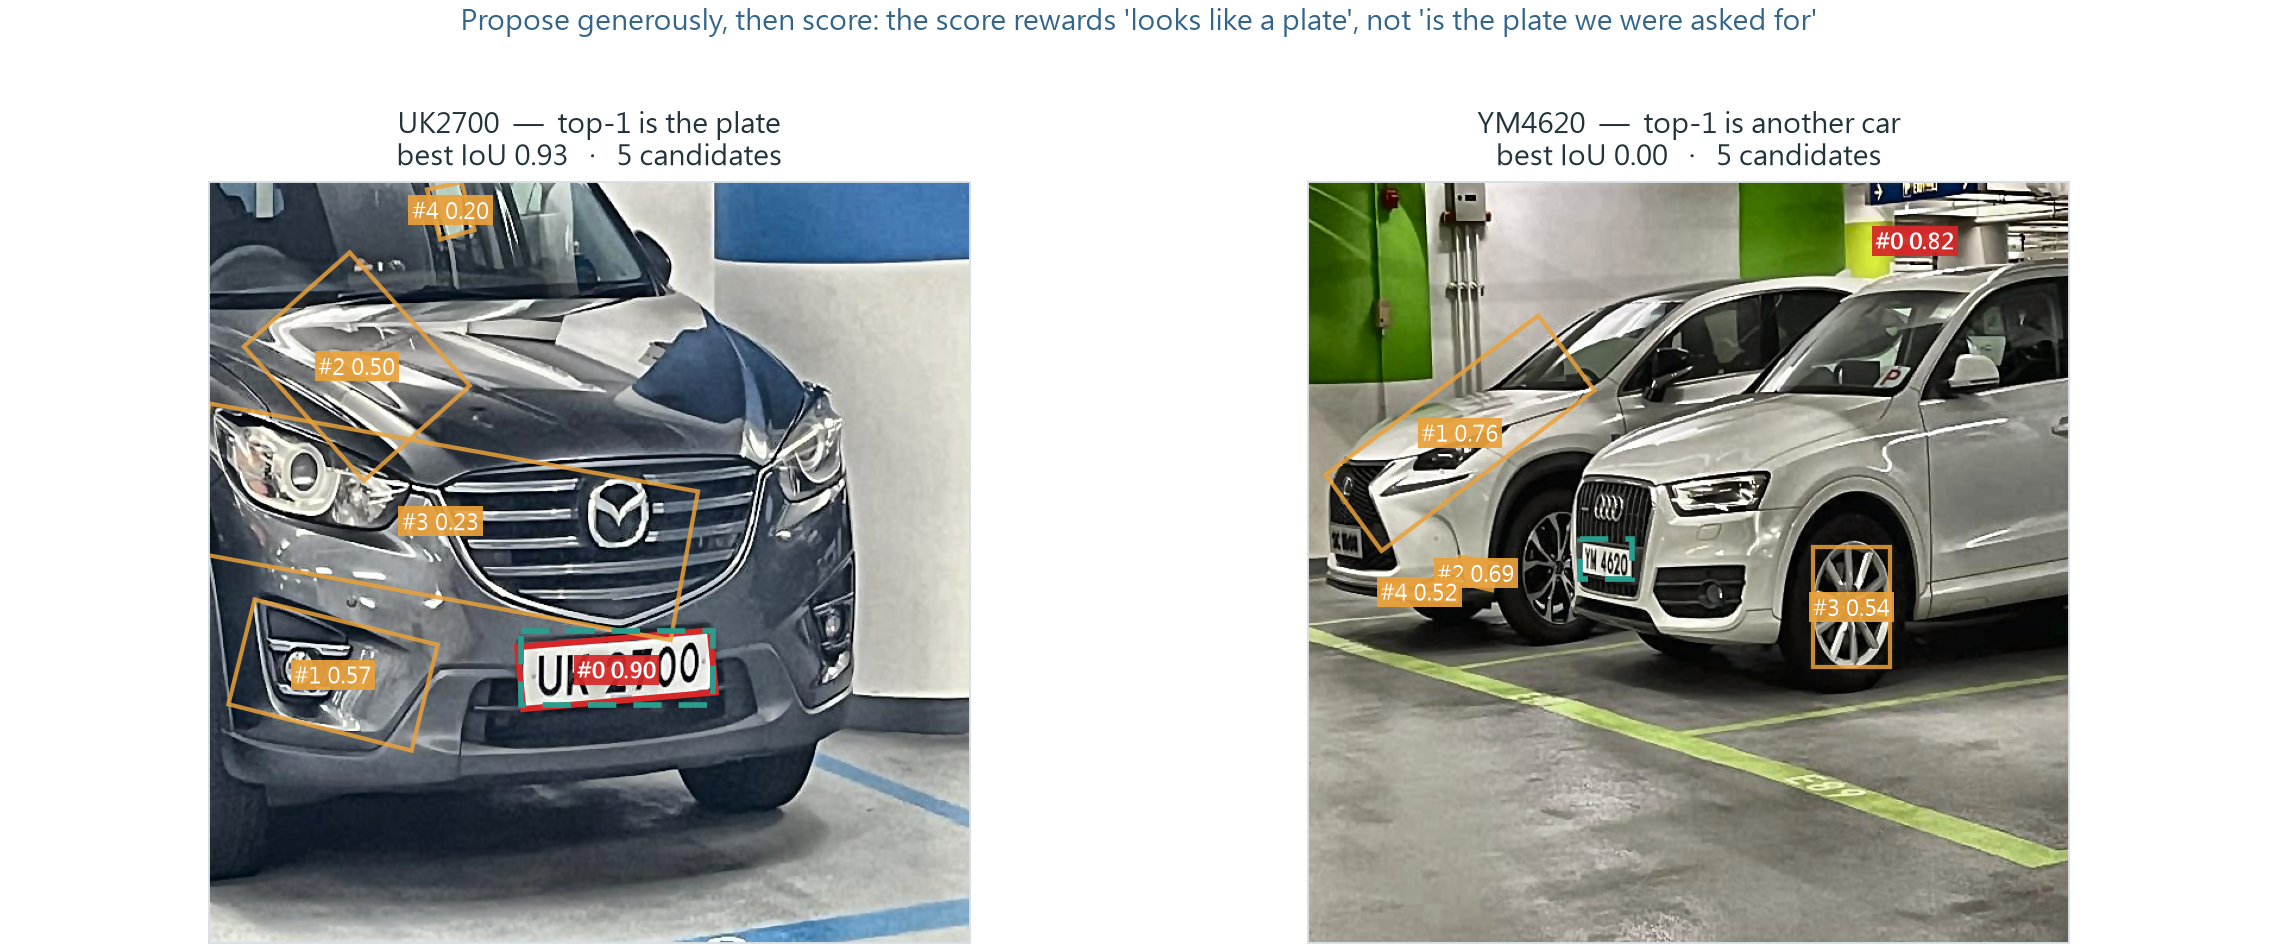 Propose generously, then score: the score rewards 'looks like a plate', not 'is the plate we were asked for'
UK2700 — top-1 is the plate
best IoU 0.93 · 5 candidates
#4 0.20
#2 0.50
#3 0.23
#1 0.57
#0 0.90
YM4620 — top-1 is another car
best IoU 0.00 · 5 candidates
#0 0.82
P
#1 0.76
YM 4620
#2 0.69
#4 0.52
#3 0.54
E89